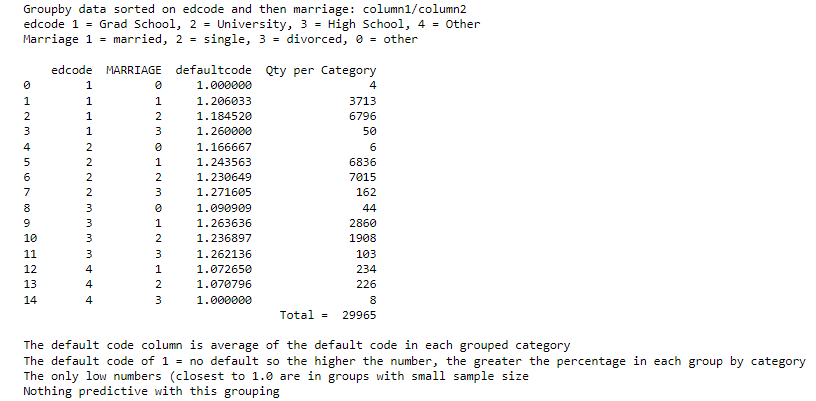 Groupby data sorted on edcode and then marriage: column1/column2
edcode 1 = Grad School, 2 = University, 3 = High School, 4 = Other
Marriage 1 = married, 2 = single, 3 = divorced, 0 = other
edcode MARRIAGE defaultcode Qty per Category
0 1 0 1.000000 4
1 1 1 1.206033 3713
2 1 2 1.184520 6796
3 1 3 1.260000 50
4 2 0 1.166667 6
5 2 1 1.243563 6836
6 2 2 1.230649 7015
7 2 3 1.271605 162
8 3 0 1.090909 44
9 3 1 1.263636 2860
10 3 2 1.236897 1908
11 3 3 1.262136 103
12 4 1 1.072650 234
13 4 2 1.070796 226
14 4 3 1.000000 8
Total = 29965
The default code column is average of the default code in each grouped category
The default code of 1 = no default so the higher the number, the greater the percentage in each group by category
The only low numbers (closest to 1.0 are in groups with small sample size
Nothing predictive with this grouping